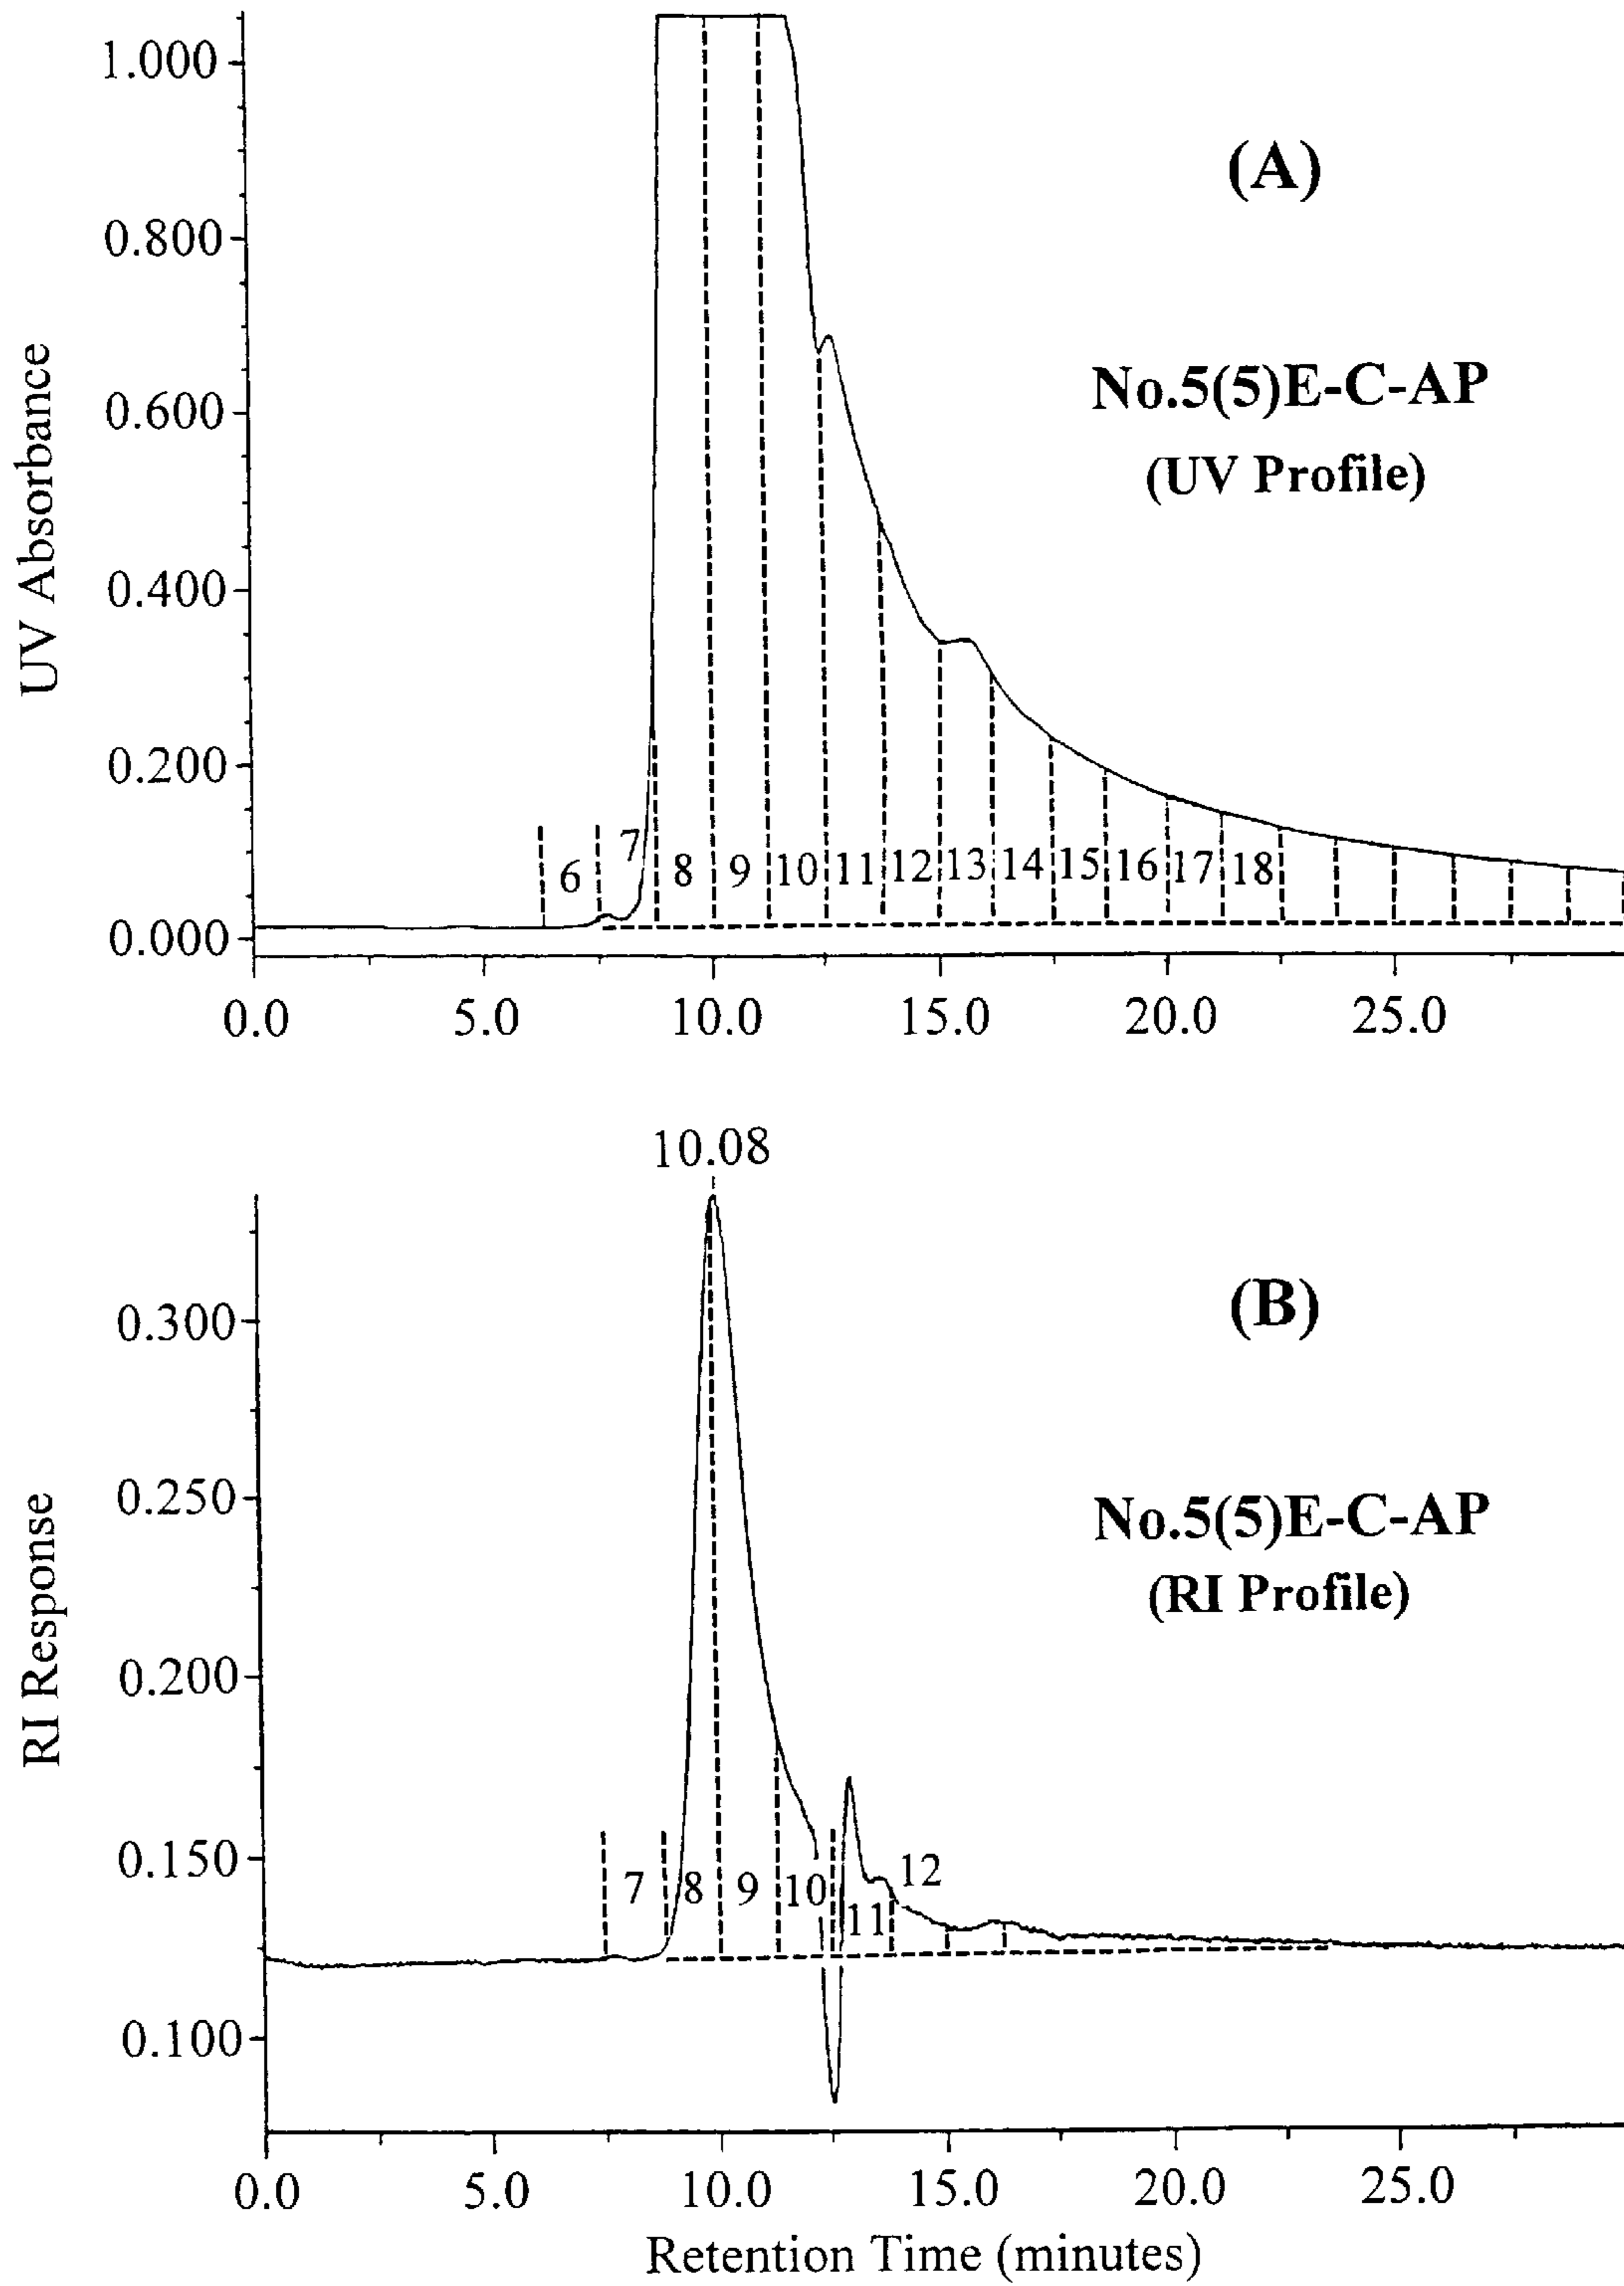 1.000
(A)
0.800
UV Absorbance
No.5(5)E-C-AP
0.600
(UV Profile)
0.400
0.200
6 7 8 9 10 11 12 13 14 15 16 17 18
0.000
0.0 5.0 10.0 15.0 20.0 25.0
10.08
0.300
(B)
0.250
RI Response
No.5(5)E-C-AP
(RI Profile)
0.200
0.150
7 8 9 10 11 12
0.100
0.0 5.0 10.0 15.0 20.0 25.0
Retention Time (minutes)